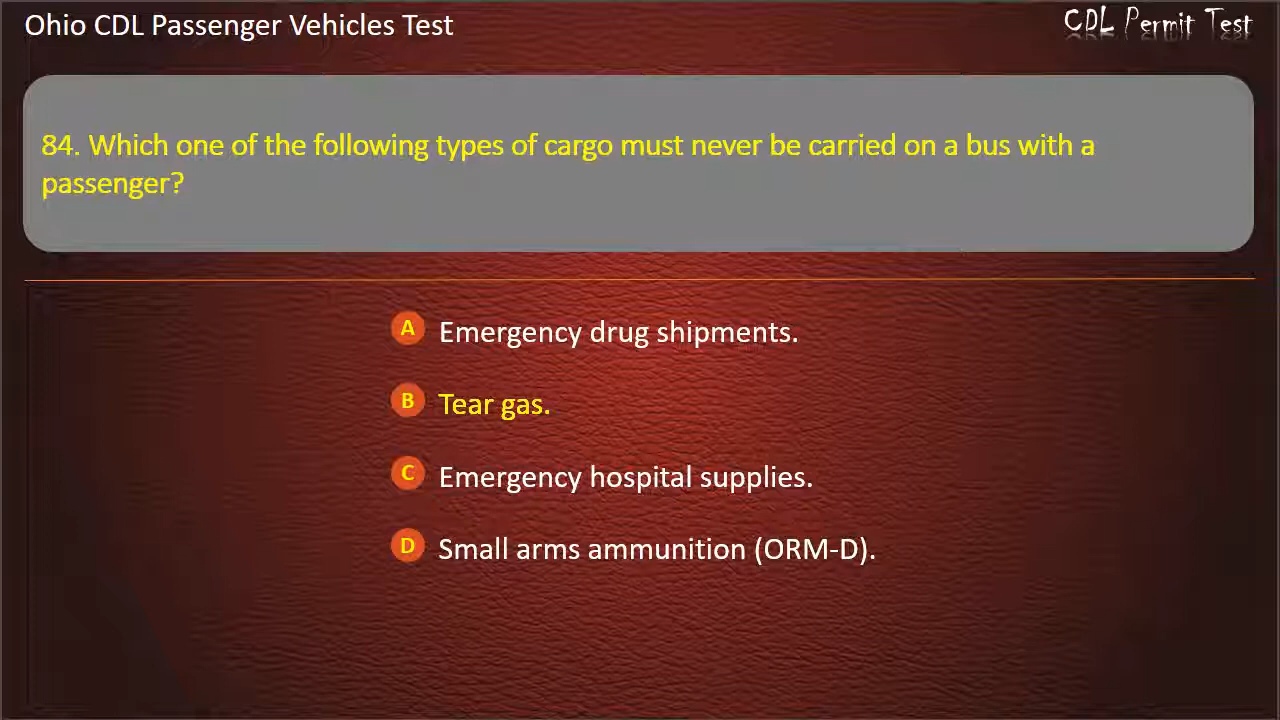 Ohio CDL Passenger Vehicles Test
CDL Permit Test
84. Which one of the following types of cargo must never be carried on a bus with a
passenger?
A Emergency drug shipments.
B Tear gas.
C Emergency hospital supplies.
D Small arms ammunition (ORM-D).